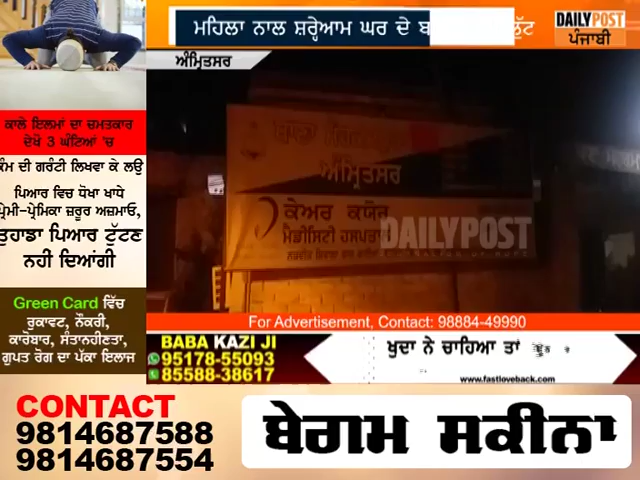 ਮਹਿਲਾ ਨਾਲ ਸ਼ਰ੍ਹੇਆਮ ਘਰ ਦੇ
DAILYPOST
ਪੰਜਾਬੀ
ਅੰਮ੍ਰਿਤਸਰ
ਕਾਲੇ ਇਲਮਾਂ ਦਾ ਚਮਤਕਾਰ
ਦੇਖੋ 3 ਘੰਟਿਆਂ 'ਚ
ਕੰਮ ਦੀ ਗਰੰਟੀ ਲਿਖਵਾ ਕੇ ਲਉ
ਪਿਆਰ ਵਿਚ ਧੋਖਾ ਖਾਧੇ
ਪ੍ਰੇਮੀ-ਪ੍ਰੇਮਿਕਾ ਜ਼ਰੂਰ ਅਜ਼ਮਾਓ,
ਤੁਹਾਡਾ ਪਿਆਰ ਟੁੱਟਣ
ਨਹੀ ਦਿਆਂਗੀ
Green Card ਵਿੱਚ
ਰੁਕਾਵਟ, ਨੌਕਰੀ,
ਕਾਰੋਬਾਰ, ਸੰਤਾਨਹੀਣਤਾ,
ਗੁਪਤ ਰੋਗ ਦਾ ਪੱਕਾ ਇਲਾਜ
ਥਾਣਾ
ਅੰਮ੍ਰਿਤਸਰ
ਕੇਅਰ
ਮੈਡੀਸਿਟੀ
DAILYPOST
For Advertisement, Contact: 98884-49990
BABA KAZI JI
95178-55093
85588-38617
ਖੁਦਾ ਨੇ ਚਾਹਿਆ ਤਾਂ
www.fastloveback.com
CONTACT
9814687588
9814687554
ਬੇਗਮ ਸਕੀਨਾ